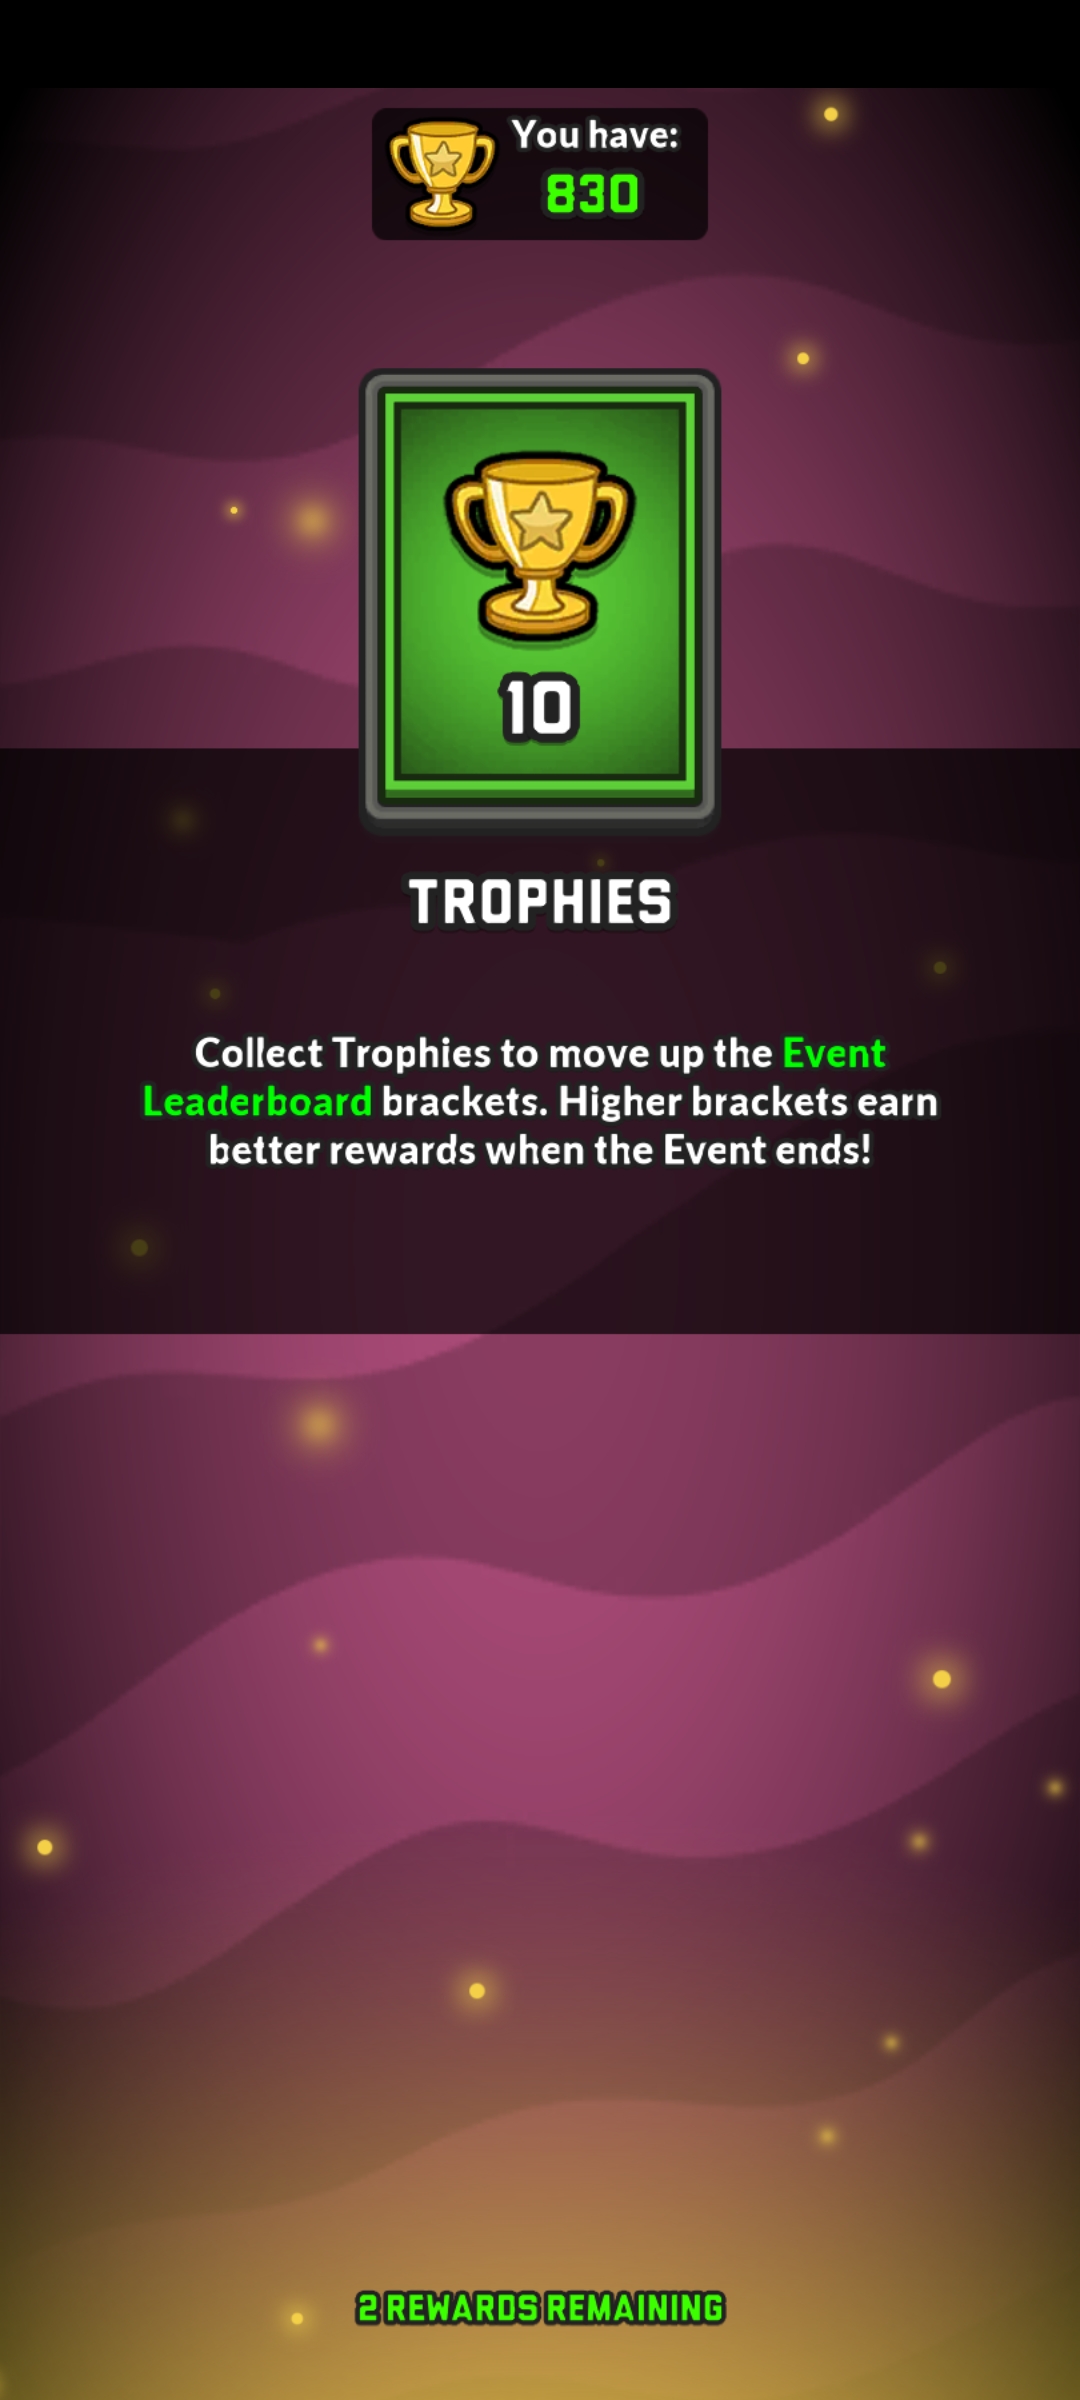 You have:
830
10
TROPHIES
Collect Trophies to move up the Event
Leaderboard brackets. Higher brackets earn
better rewards when the Event ends!
2 REWARDS REMAINING